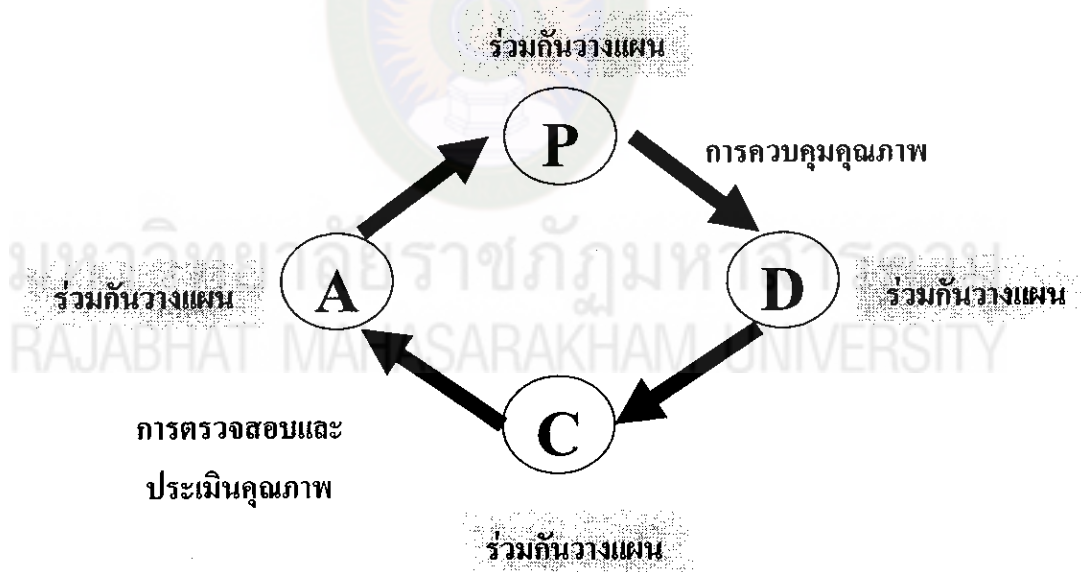 ร่วมกันวางแผน
P
การควบคุมคุณภาพ
มหาวิทยาลัยราชภัฏมหาสารคาม
A
D
ร่วมกันวางแผน
ร่วมกันวางแผน
RAJABHAT MAHASARAKHAM UNIVERSITY
C
การตรวจสอบและ
ประเมินคุณภาพ
ร่วมกันวางแผน